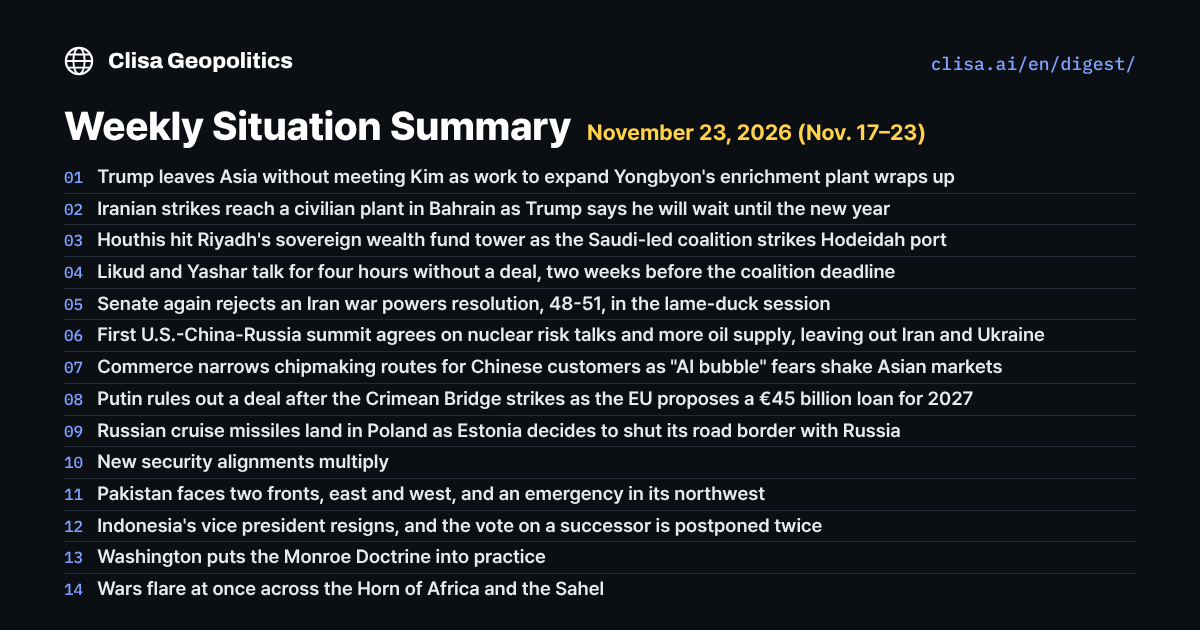 Clisa Geopolitics
clisa.ai/en/digest/
Weekly Situation Summary November 23, 2026 (Nov. 17–23)
01 Trump leaves Asia without meeting Kim as work to expand Yongbyon's enrichment plant wraps up
02 Iranian strikes reach a civilian plant in Bahrain as Trump says he will wait until the new year
03 Houthis hit Riyadh's sovereign wealth fund tower as the Saudi-led coalition strikes Hodeidah port
04 Likud and Yashar talk for four hours without a deal, two weeks before the coalition deadline
05 Senate again rejects an Iran war powers resolution, 48-51, in the lame-duck session
06 First U.S.-China-Russia summit agrees on nuclear risk talks and more oil supply, leaving out Iran and Ukraine
07 Commerce narrows chipmaking routes for Chinese customers as "AI bubble" fears shake Asian markets
08 Putin rules out a deal after the Crimean Bridge strikes as the EU proposes a €45 billion loan for 2027
09 Russian cruise missiles land in Poland as Estonia decides to shut its road border with Russia
10 New security alignments multiply
11 Pakistan faces two fronts, east and west, and an emergency in its northwest
12 Indonesia's vice president resigns, and the vote on a successor is postponed twice
13 Washington puts the Monroe Doctrine into practice
14 Wars flare at once across the Horn of Africa and the Sahel